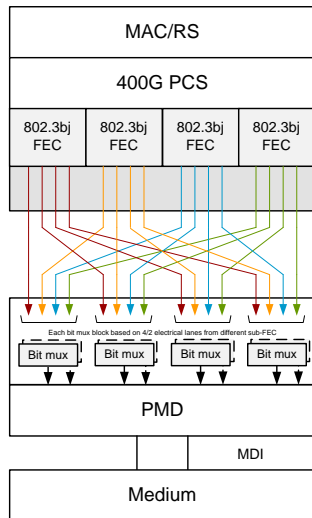 MAC/RS
400G PCS
802.3bj 802.3bj 802.3bj 802.3bj
FEC FEC FEC FEC
Each bit mux block based on 4/2 electrical lanes from different sub-FEC
Bit mux Bit mux Bit mux Bit mux
PMD
MDI
Medium